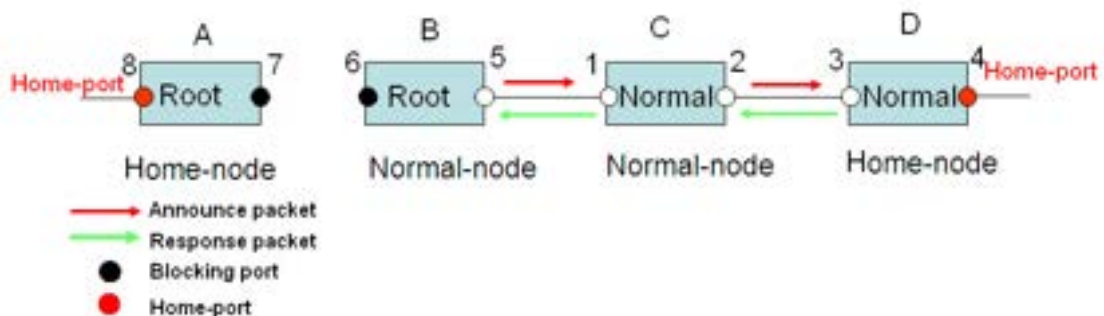 A B C D
8 7 6 5 1 2 3 4
Home-port Root Root Normal Normal Home-port
Home-node Normal-node Normal-node Home-node
Announce packet
Response packet
Blocking port
Home-port